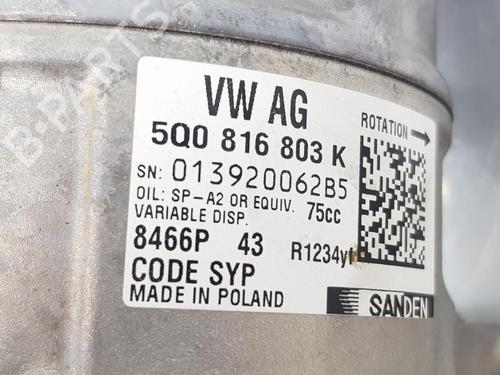 VW AG
5Q0 816 803 K
ROTATION
SN: 013920062B5
OIL: SP-A2 OR EQUIV. 75cc
VARIABLE DISP.
8466P 43 R1234yf
CODE SYP
MADE IN POLAND
SANDEN
B-PARTS